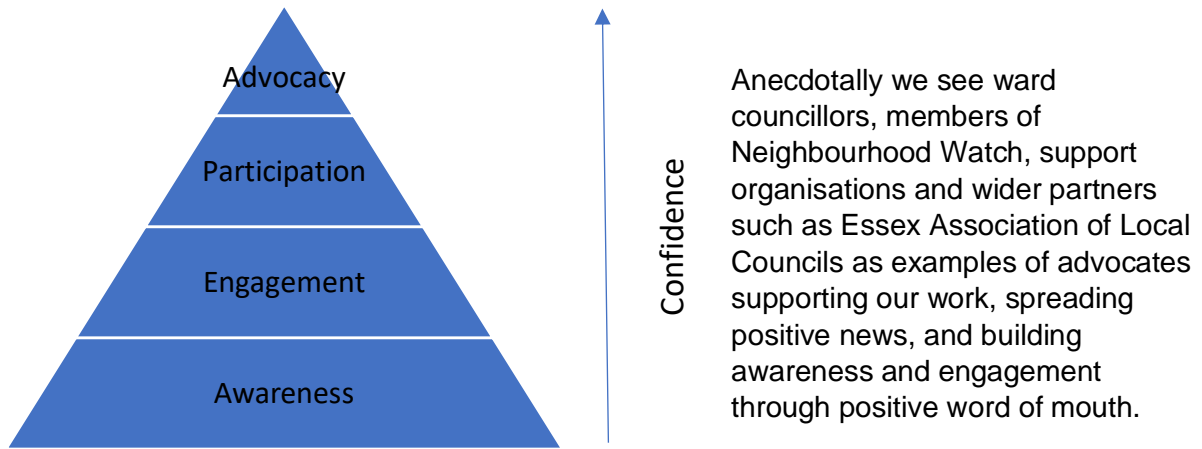 Advocacy
Participation
Engagement
Awareness
Confidence
Anecdotally we see ward
councillors, members of
Neighbourhood Watch, support
organisations and wider partners
such as Essex Association of Local
Councils as examples of advocates
supporting our work, spreading
positive news, and building
awareness and engagement
through positive word of mouth.